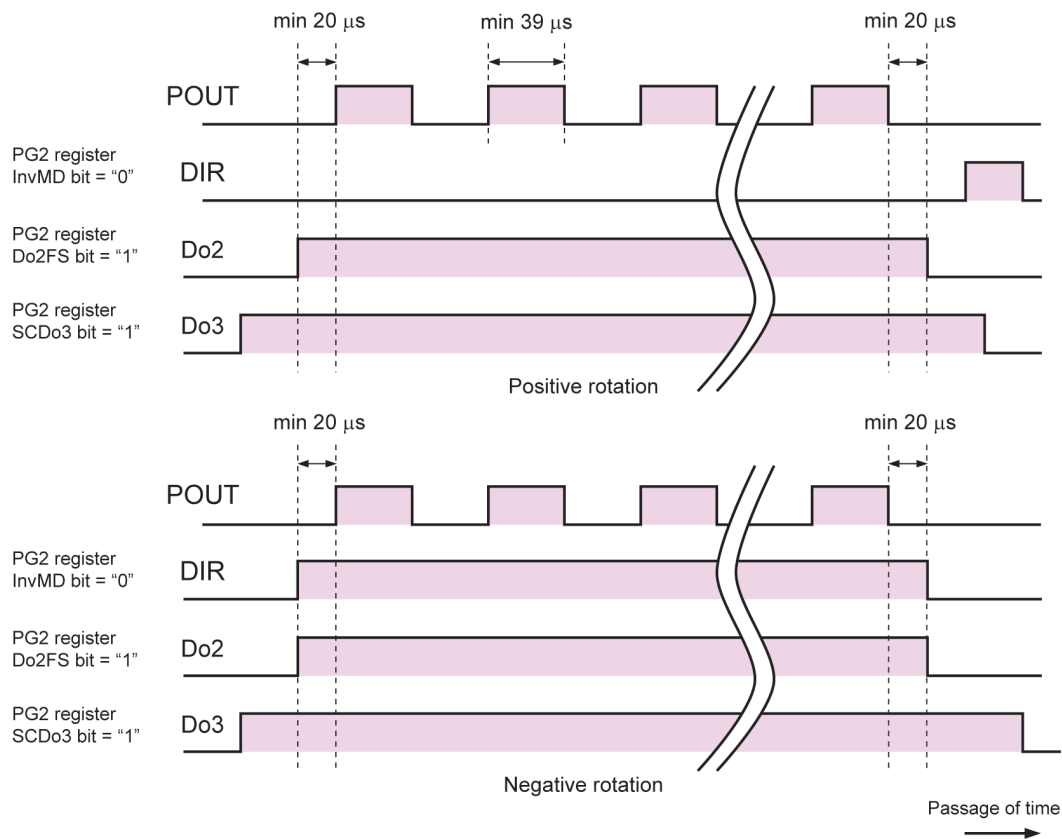 min 20 μs
min 39 μs
min 20 μs
POUT
PG2 register
InvMD bit = “0”
DIR
PG2 register
Do2FS bit = “1”
Do2
PG2 register
SCDo3 bit = “1”
Do3
Positive rotation
min 20 μs
min 20 μs
POUT
PG2 register
InvMD bit = “0”
DIR
PG2 register
Do2FS bit = “1”
Do2
PG2 register
SCDo3 bit = “1”
Do3
Negative rotation
Passage of time